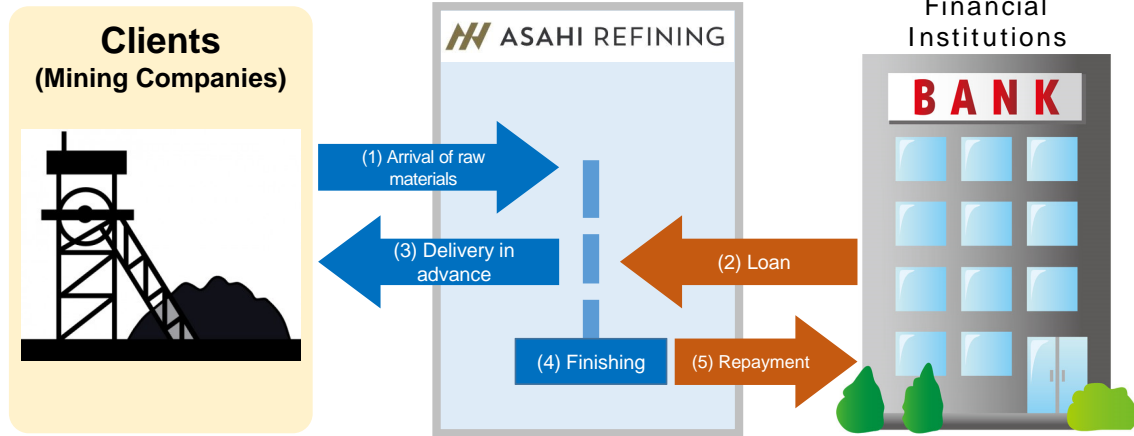 Clients
(Mining Companies)
ASAHI REFINING
Financial
Institutions
BANK
(1) Arrival of raw
materials
(3) Delivery in
advance
(2) Loan
(4) Finishing
(5) Repayment